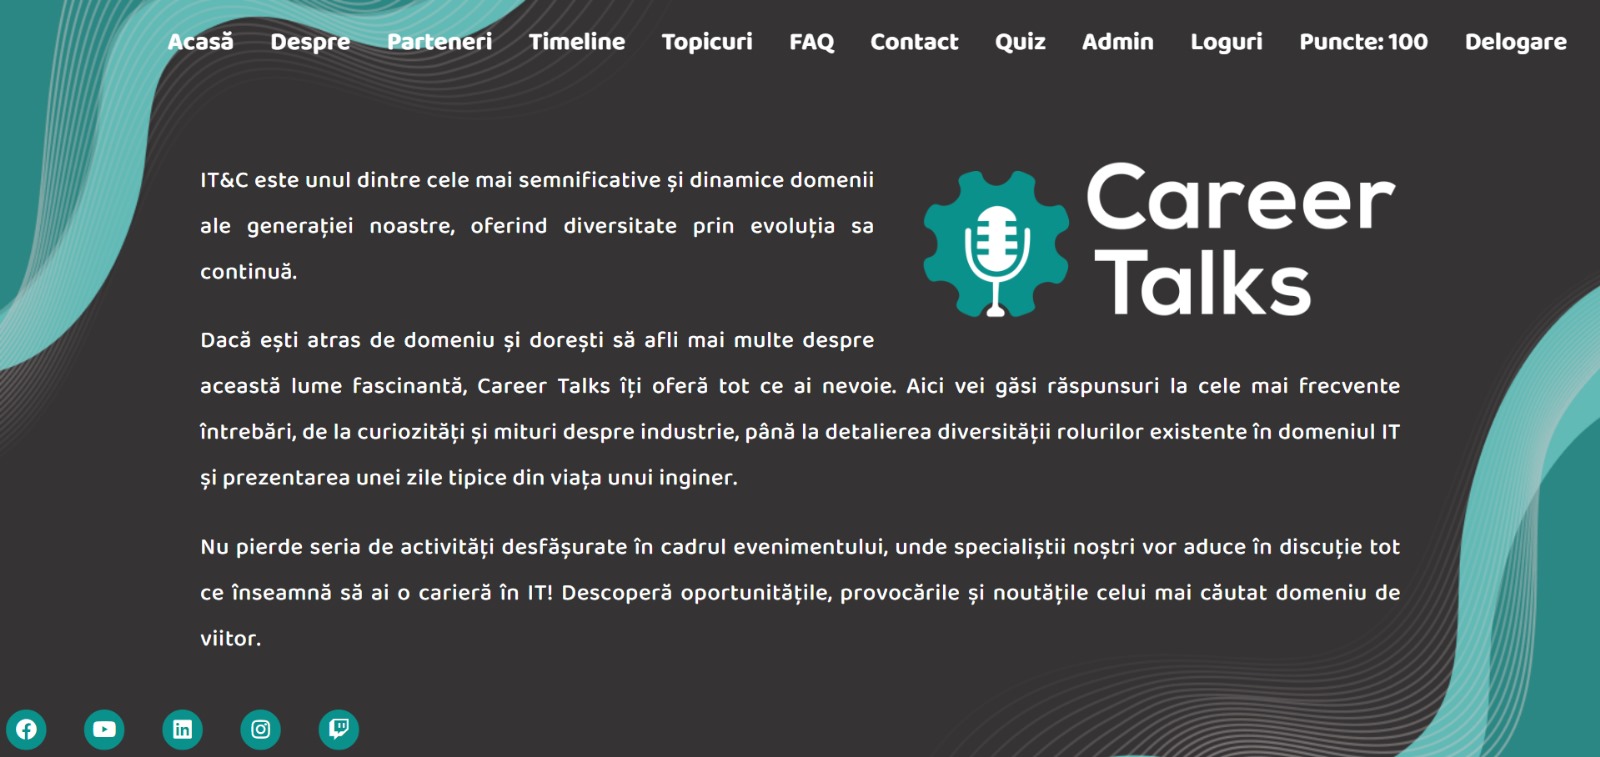 Acasă Despre Parteneri Timeline Topicuri FAQ Contact Quiz Admin Loguri Puncte: 100 Delogare
IT&C este unul dintre cele mai semnificative și dinamice domenii
ale generației noastre, oferind diversitate prin evoluția sa
continuă.
Career
Talks
Dacă ești atras de domeniu și dorești să afli mai multe despre
această lume fascinantă, Career Talks îți oferă tot ce ai nevoie. Aici vei găsi răspunsuri la cele mai frecvente
întrebări, de la curiozități și mituri despre industrie, până la detalierea diversității rolurilor existente în domeniul IT
și prezentarea unei zile tipice din viața unui inginer.
Nu pierde seria de activități desfășurate în cadrul evenimentului, unde specialiștii noștri vor aduce în discuție tot
ce înseamnă să ai o carieră în IT! Descoperă oportunitățile, provocările și noutățile celui mai căutat domeniu de
viitor.